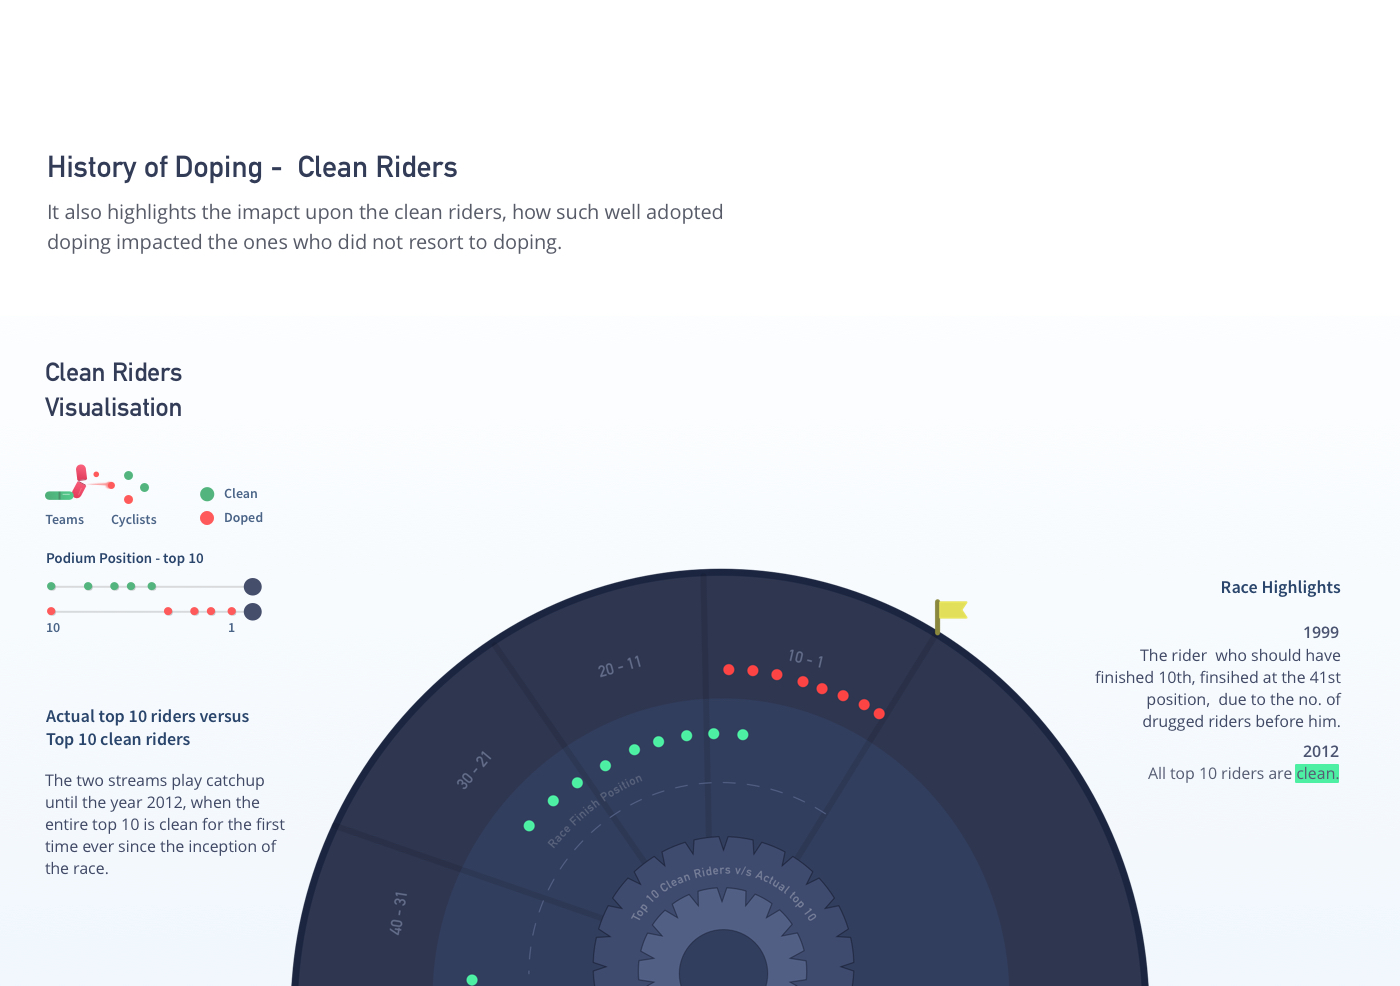 History of Doping -  Clean Riders
It also highlights the imapct upon the clean riders, how such well adopted
doping impacted the ones who did not resort to doping.
Clean Riders
Visualisation
Teams
Cyclists
Clean
Doped
Podium Position - top 10
10
1
Actual top 10 riders versus
Top 10 clean riders
The two streams play catchup
until the year 2012, when the
entire top 10 is clean for the first
time ever since the inception of
the race.
40 - 31
30 - 21
20 - 11
10 - 1
Race Finish Position
Top 10 Clean Riders v/s Actual top 10
Race Highlights
1999
The rider  who should have
finished 10th, finsihed at the 41st
position,  due to the no. of
drugged riders before him.
2012
All top 10 riders are clean.